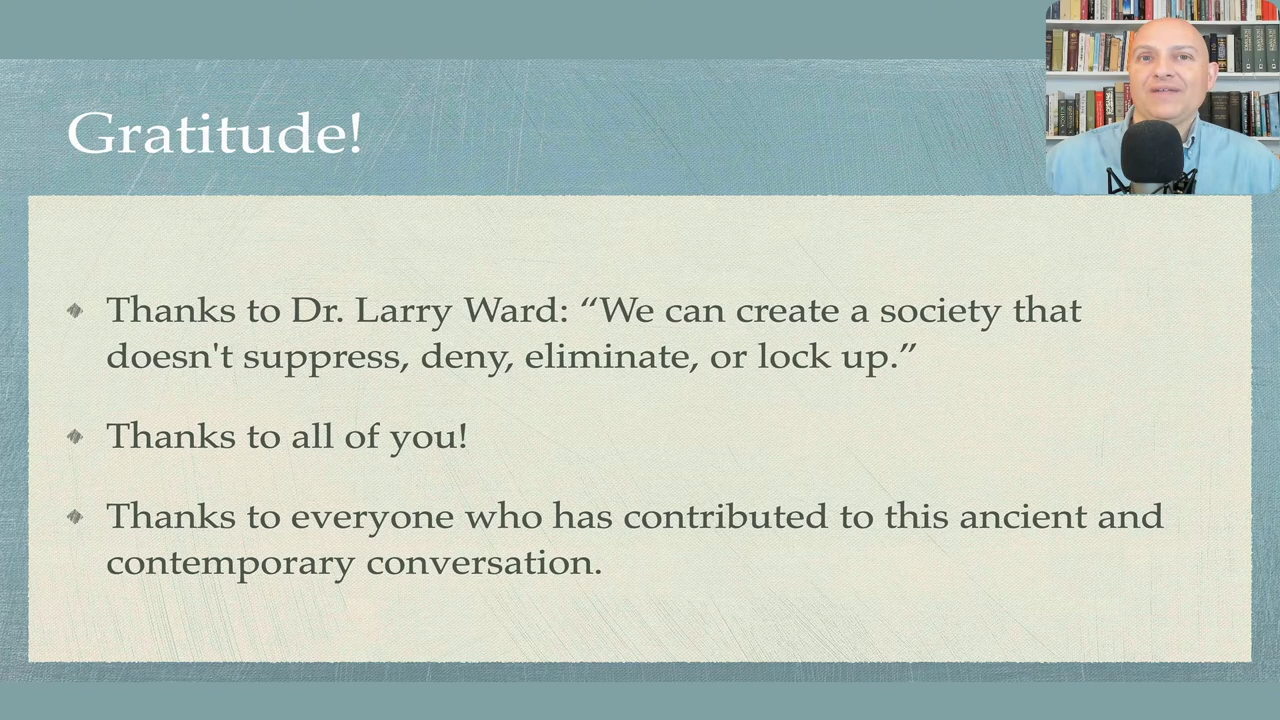 Gratitude!
Thanks to Dr. Larry Ward: “We can create a society that
doesn't suppress, deny, eliminate, or lock up.”
Thanks to all of you!
Thanks to everyone who has contributed to this ancient and
contemporary conversation.